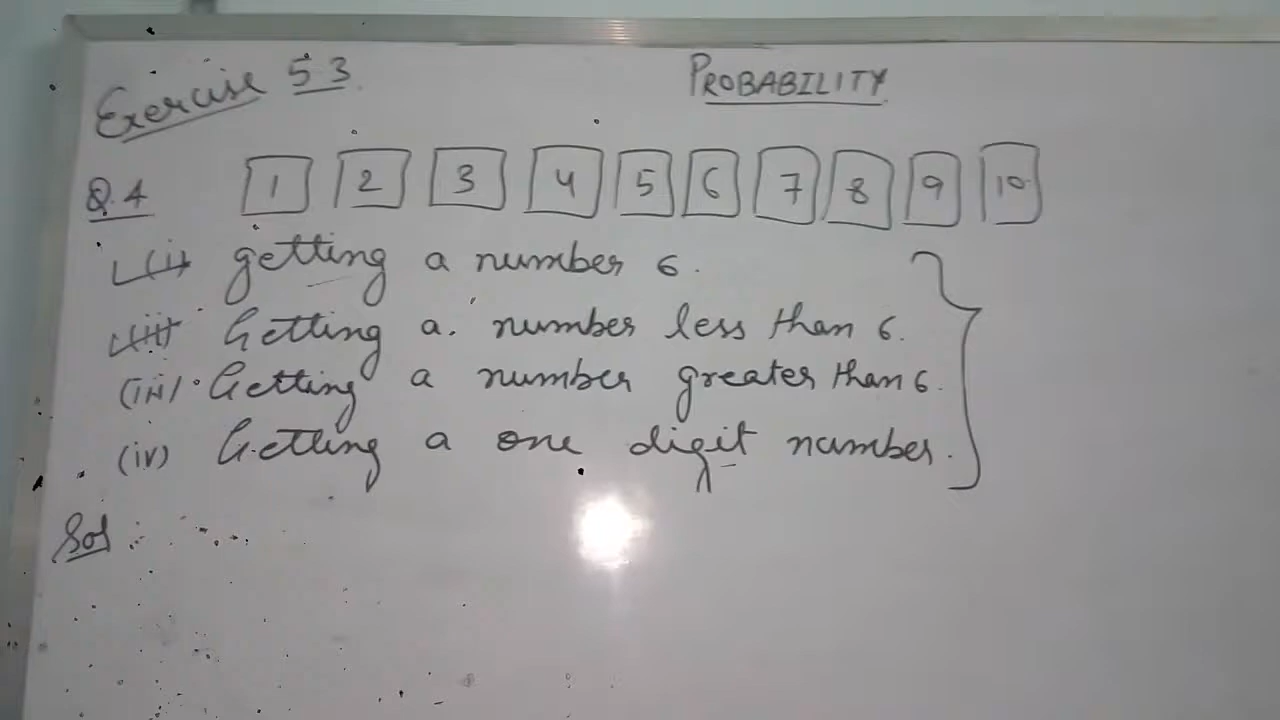 Exercise 5.3
PROBABILITY
Q.4 1 2 3 4 5 6 7 8 9 10
(i) getting a number 6.
(ii) Getting a. number less than 6.
(iii) Getting a number greater than 6.
(iv) Getting a one digit number.
Sol :